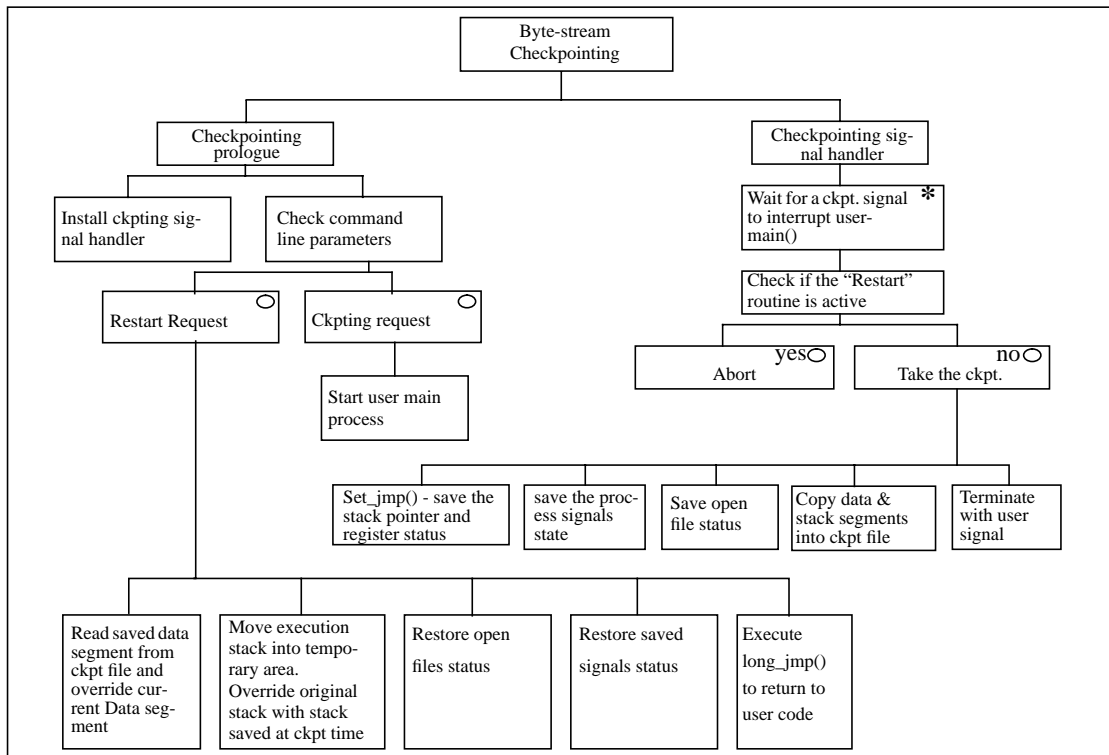 Byte-stream
Checkpointing
Checkpointing
prologue
Checkpointing sig-
nal handler
Install ckpting sig-
nal handler
Check command
line parameters
Wait for a ckpt. signal *
to interrupt user-
main()
Check if the “Restart”
routine is active
Restart Request
Ckpting request
yes
Abort
no
Take the ckpt.
Start user main
process
Set_jmp() - save the
stack pointer and
register status
save the proc-
ess signals
state
Save open
file status
Copy data &
stack segments
into ckpt file
Terminate
with user
signal
Read saved data
segment from
ckpt file and
override cur-
rent Data seg-
ment
Move execution
stack into tempo-
rary area.
Override original
stack with stack
saved at ckpt time
Restore open
files status
Restore saved
signals status
Execute
long_jmp()
to return to
user code